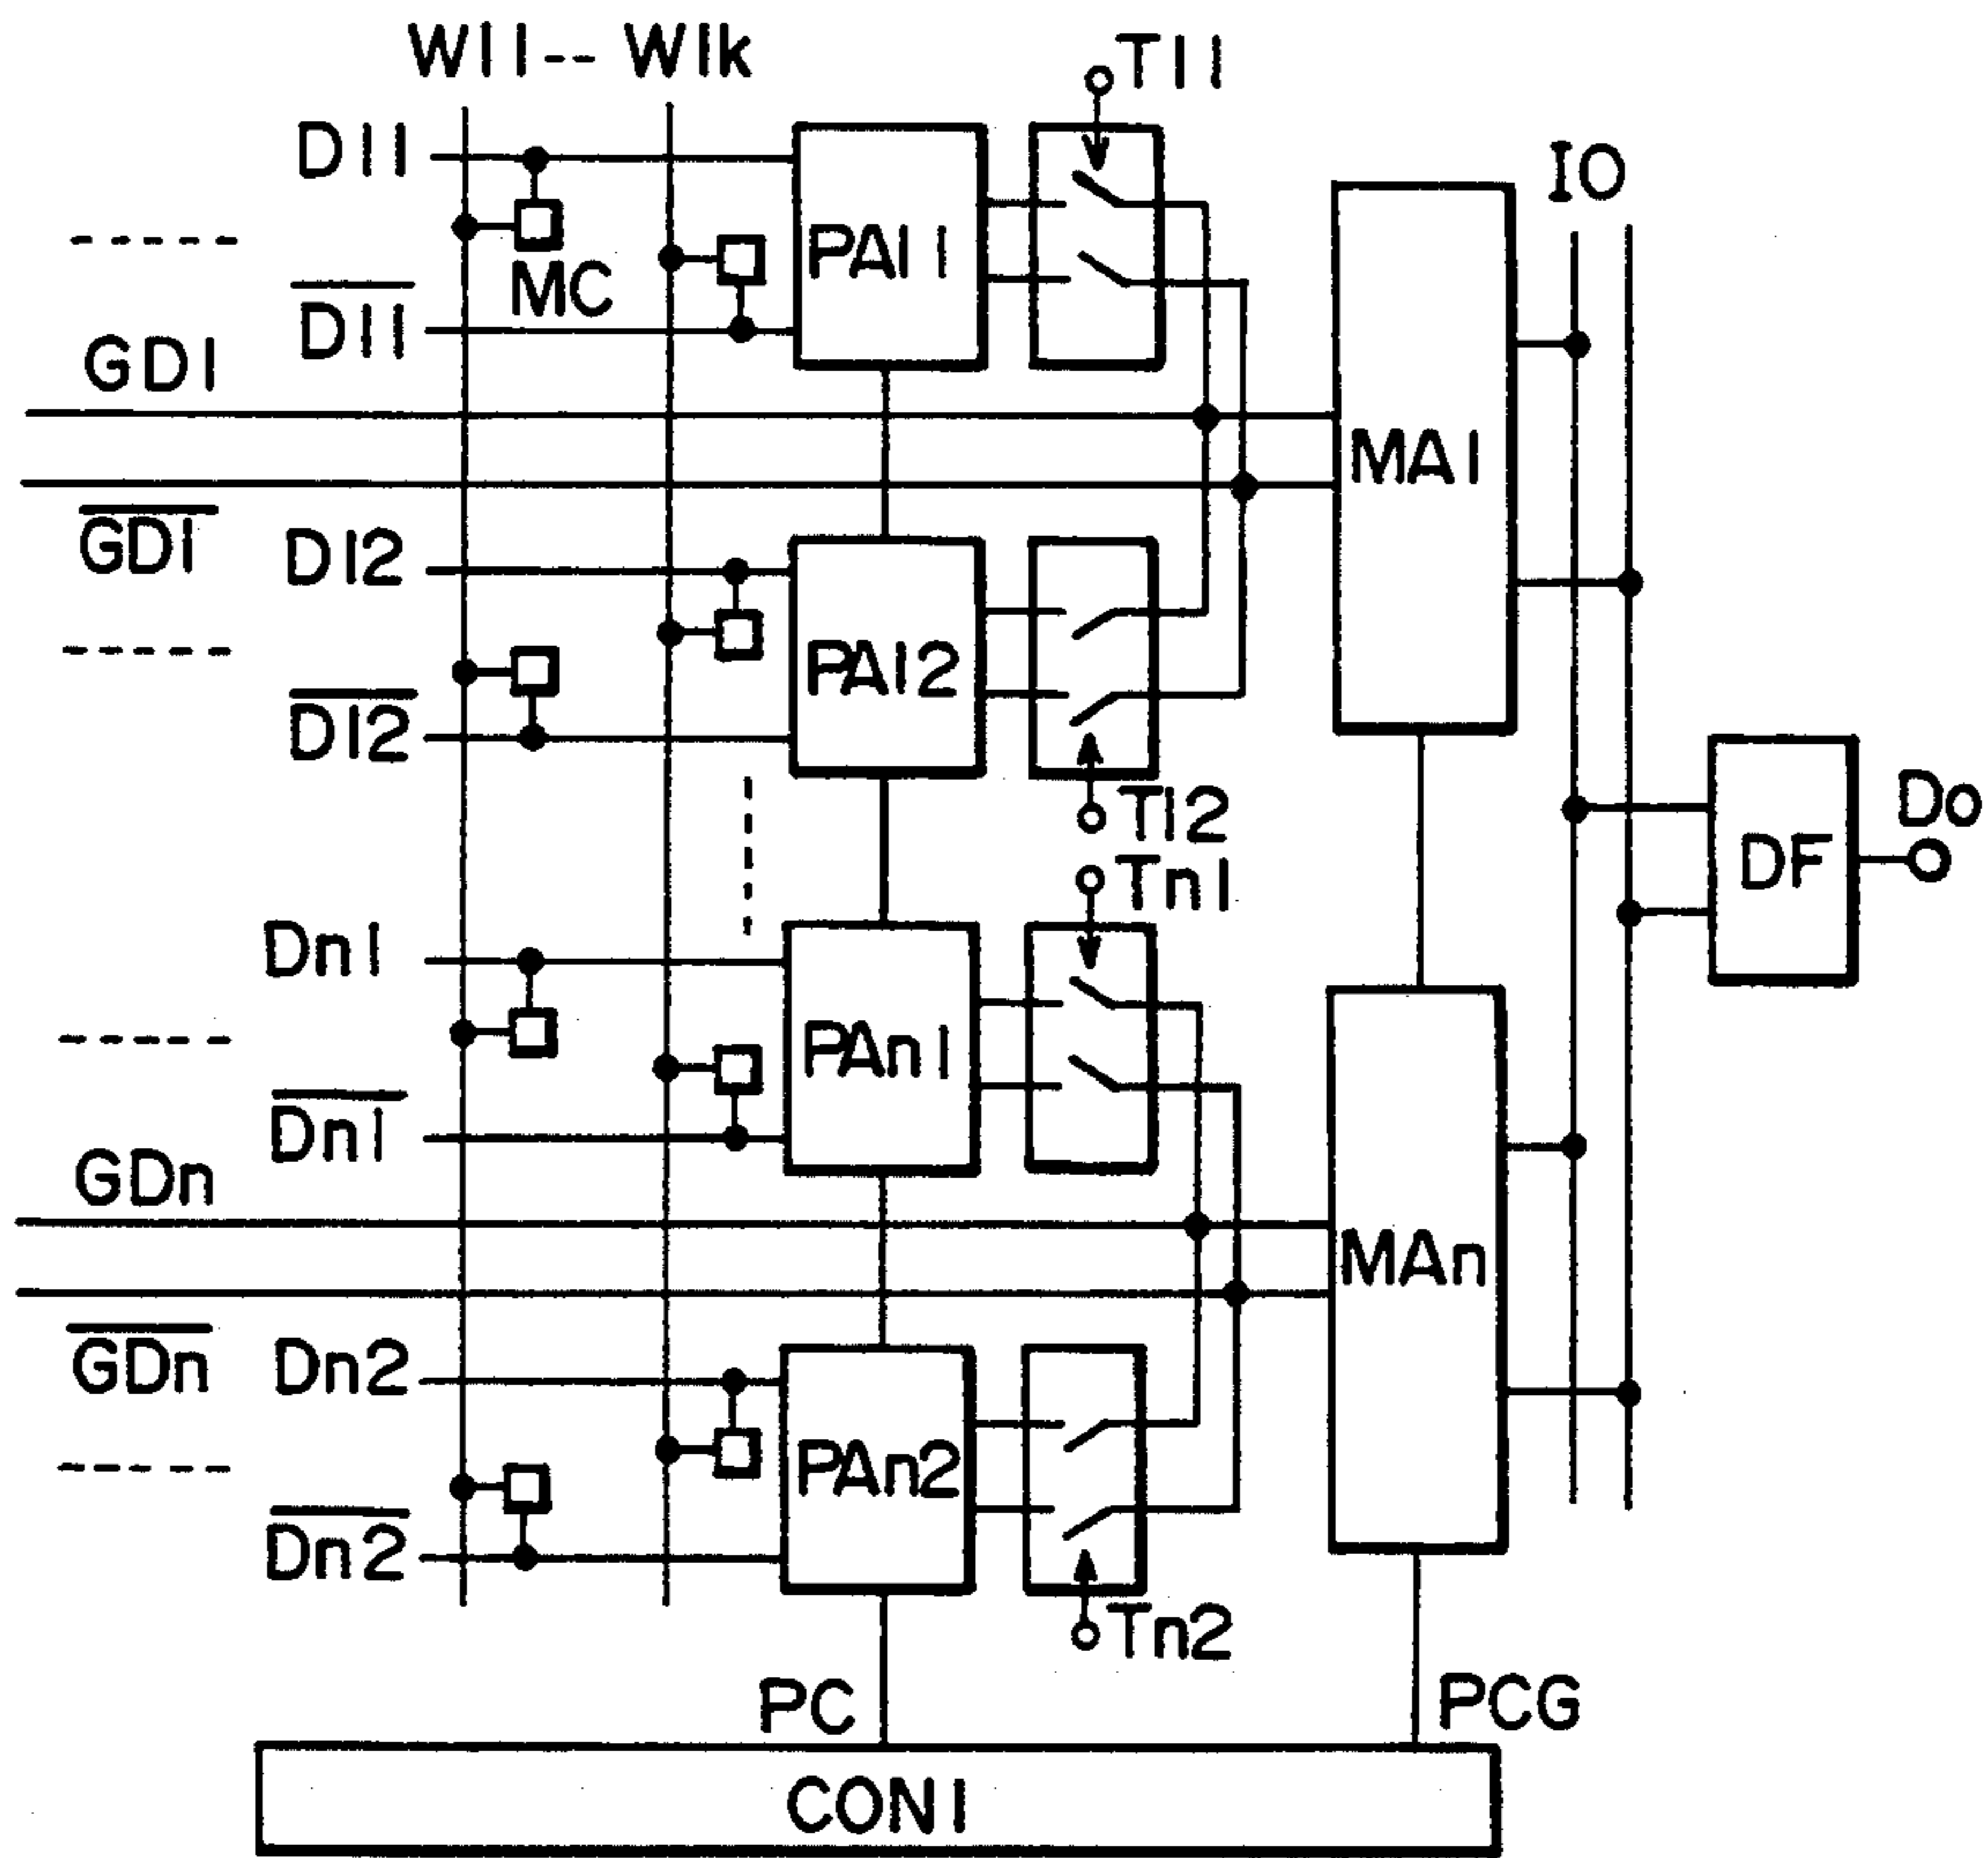 W11-- W1k
T11
D11
IO
PA11
MC
D11
GD1
MA1
GD1
D12
PA12
D12
T12
Do
DF
Tn1
Dn1
PAn1
Dn1
GDn
MAn
GDn
Dn2
PAn2
Dn2
Tn2
PC
PCG
CON1